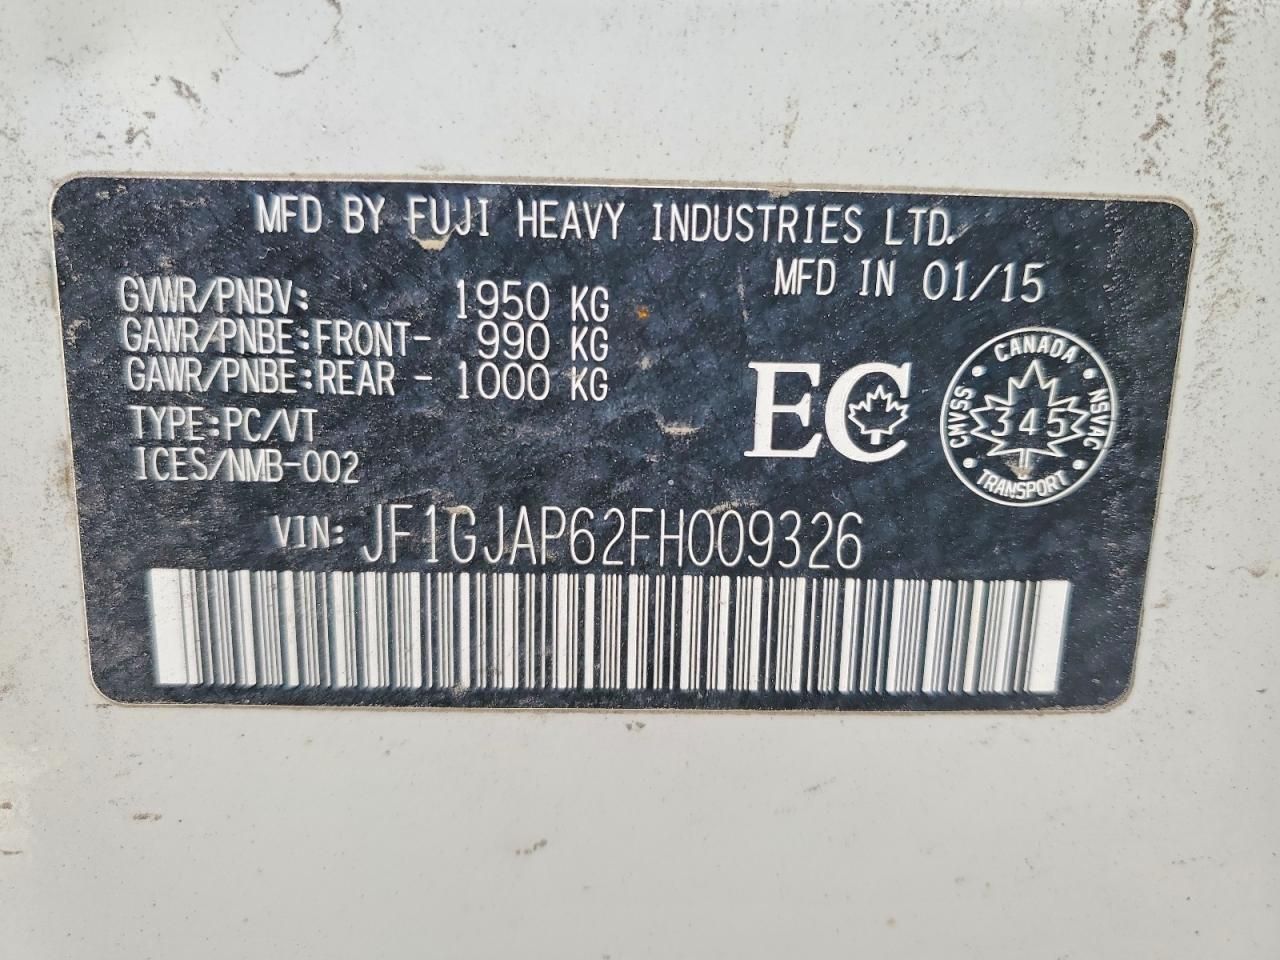 MFD BY FUJI HEAVY INDUSTRIES LTD.
MFD IN 01/15
GVWR/PNBV: 1950 KG
GAWR/PNBE:FRONT- 990 KG
GAWR/PNBE:REAR - 1000 KG
TYPE:PC/VT
ICES/NMB-002
EC
CANADA
CMVSS
345
NSVAC
TRANSPORT
VIN: JF1GJAP62FH009326